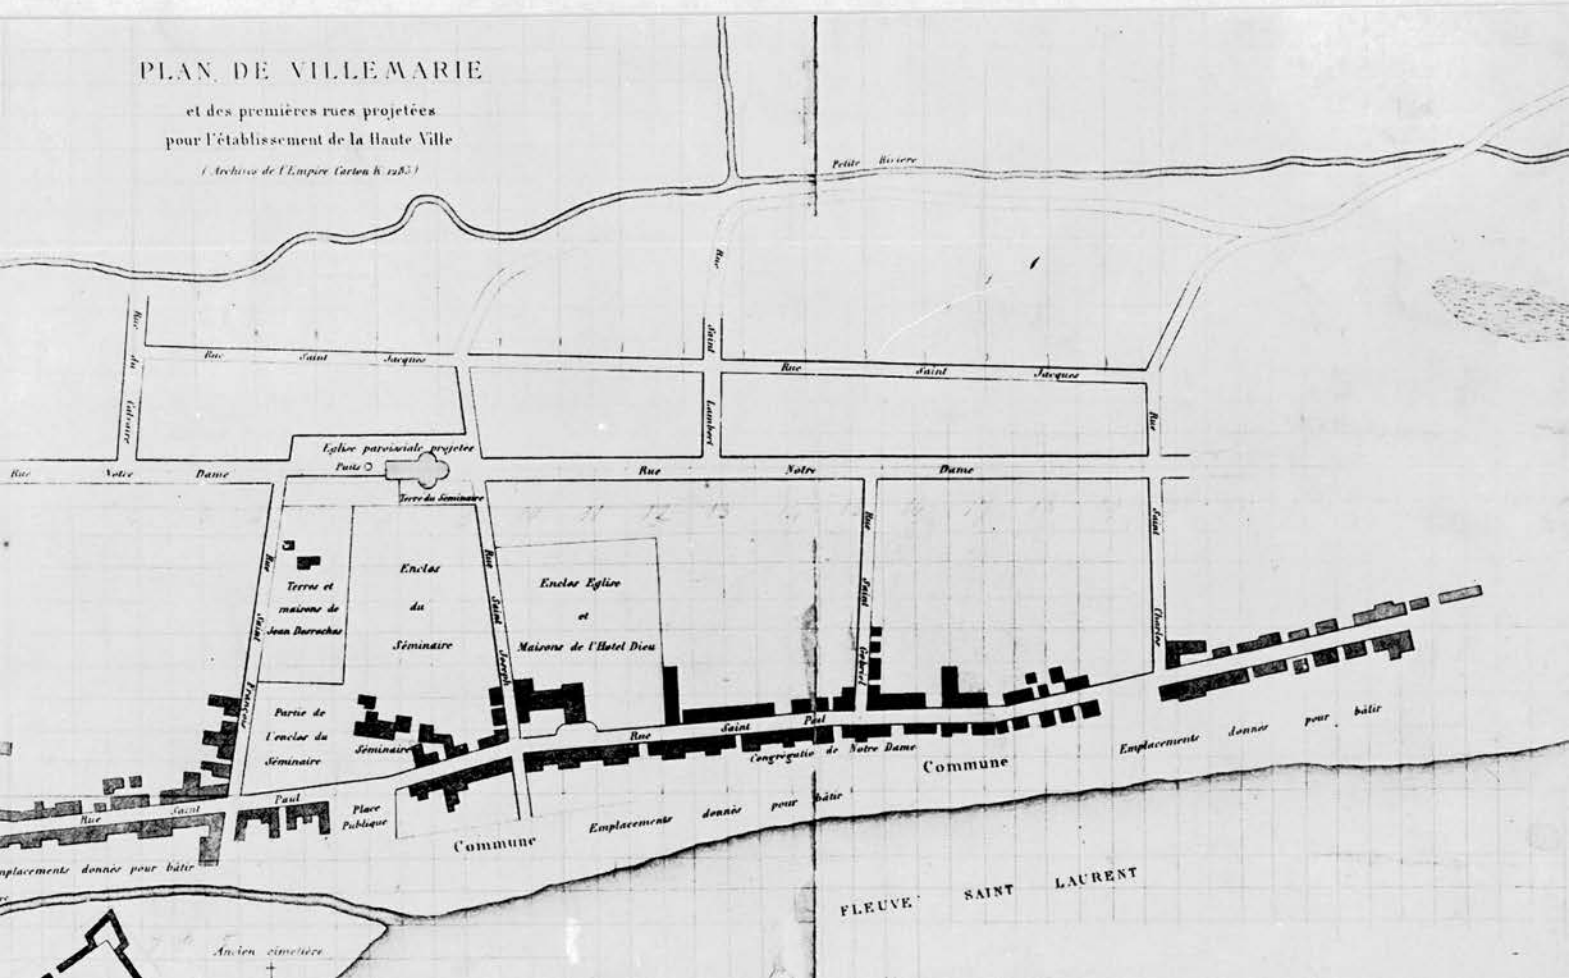 PLAN DE VILLEMARIE
et des premières rues projetées
pour l'établissement de la Haute Ville
(Archives de l'Empire Carton K 1285)
Petite Rivière
Rue
Saint
Lambert
Rue du Calvaire
Rue Saint Jacques
Rue Saint Jacques
Eglise paroissiale projetée
Puits
Rue Notre Dame
Rue Notre Dame
Terre du Séminaire
Rue Saint François
Terres et
maisons de
Jean Desroches
Enclos
du
Séminaire
Rue Saint Joseph
Enclos Eglise
et
Maisons de l'Hotel Dieu
Rue Saint Gabriel
Rue
Saint
Charles
Partie de
l'enclos du
Séminaire
Séminaire
Rue Saint Paul
Rue Saint Paul
Place
Publique
Congrégatio de Notre Dame
Commune
Emplacements donnés pour bâtir
Commune
Emplacements donnés pour bâtir
mplacements donnés pour bâtir
FLEUVE SAINT LAURENT
Ancien cimetière